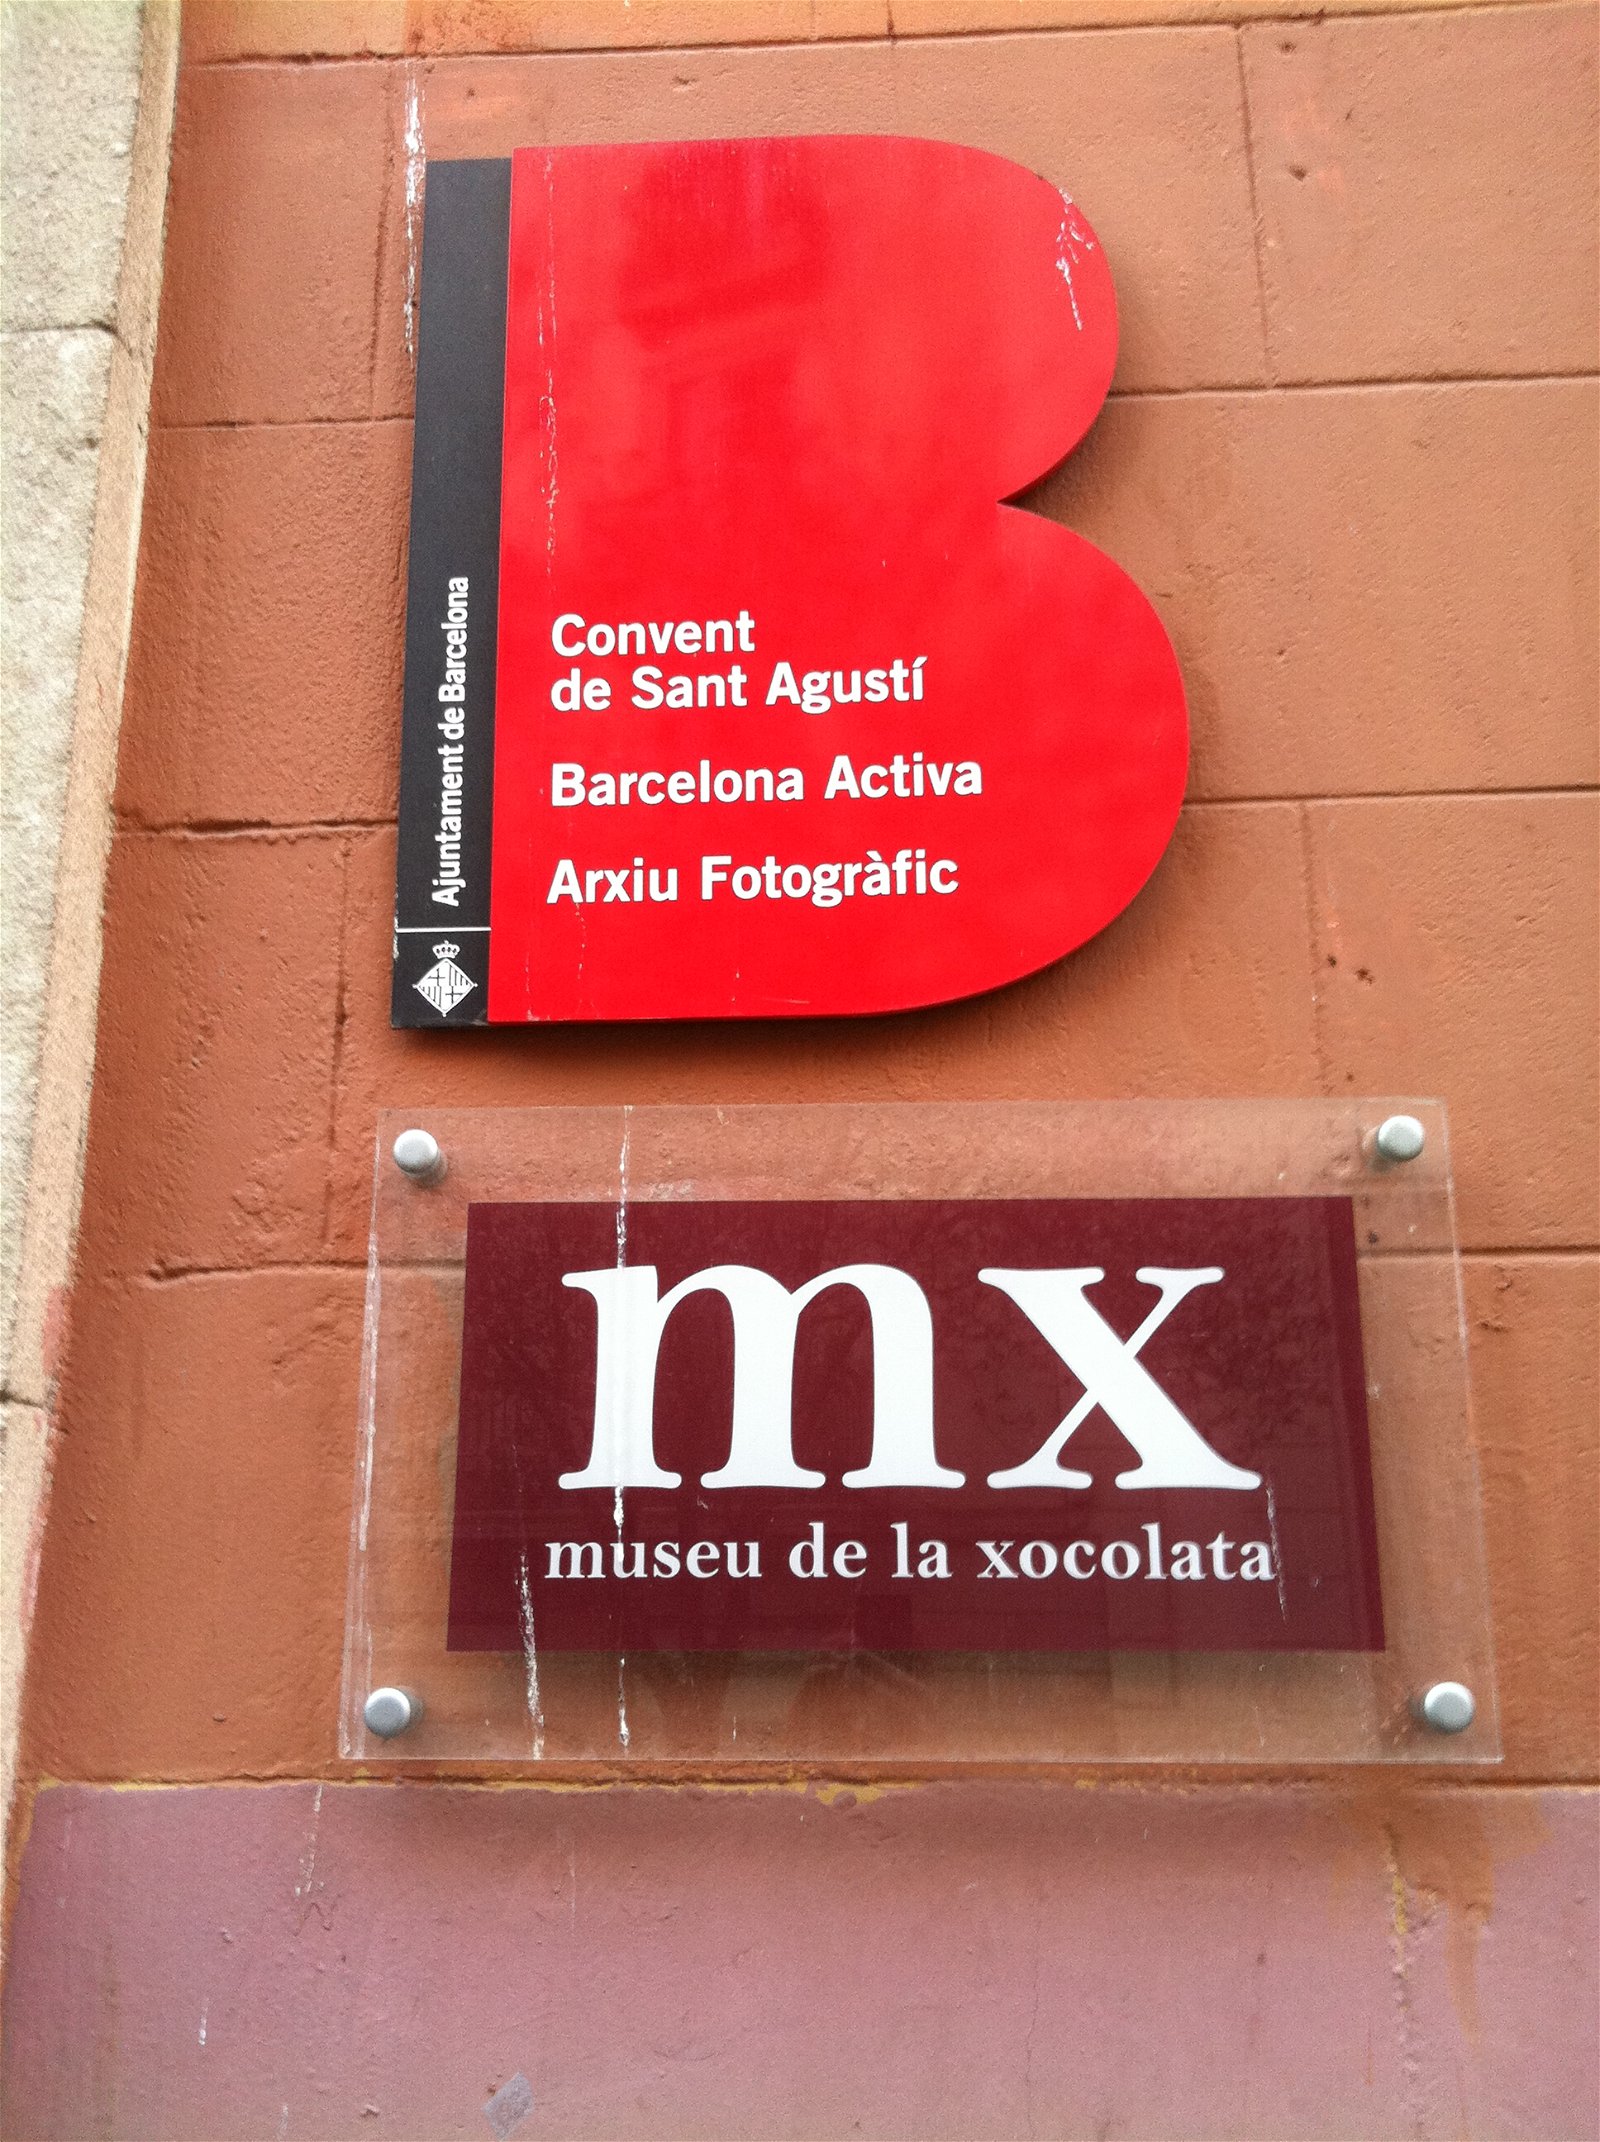 Ajuntament de Barcelona
Convent
de Sant Agustí
Barcelona Activa
Arxiu Fotogràfic
mx
museu de la xocolata